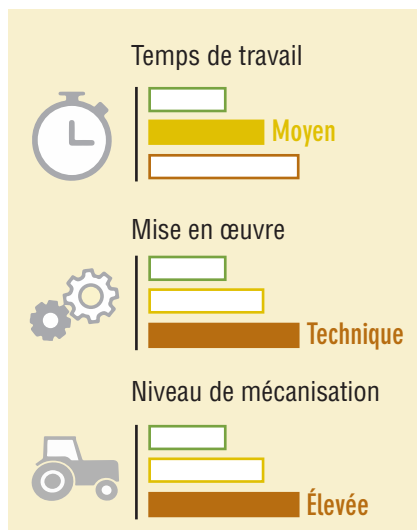 Temps de travail
Moyen
Mise en œuvre
Technique
Niveau de mécanisation
Élevée